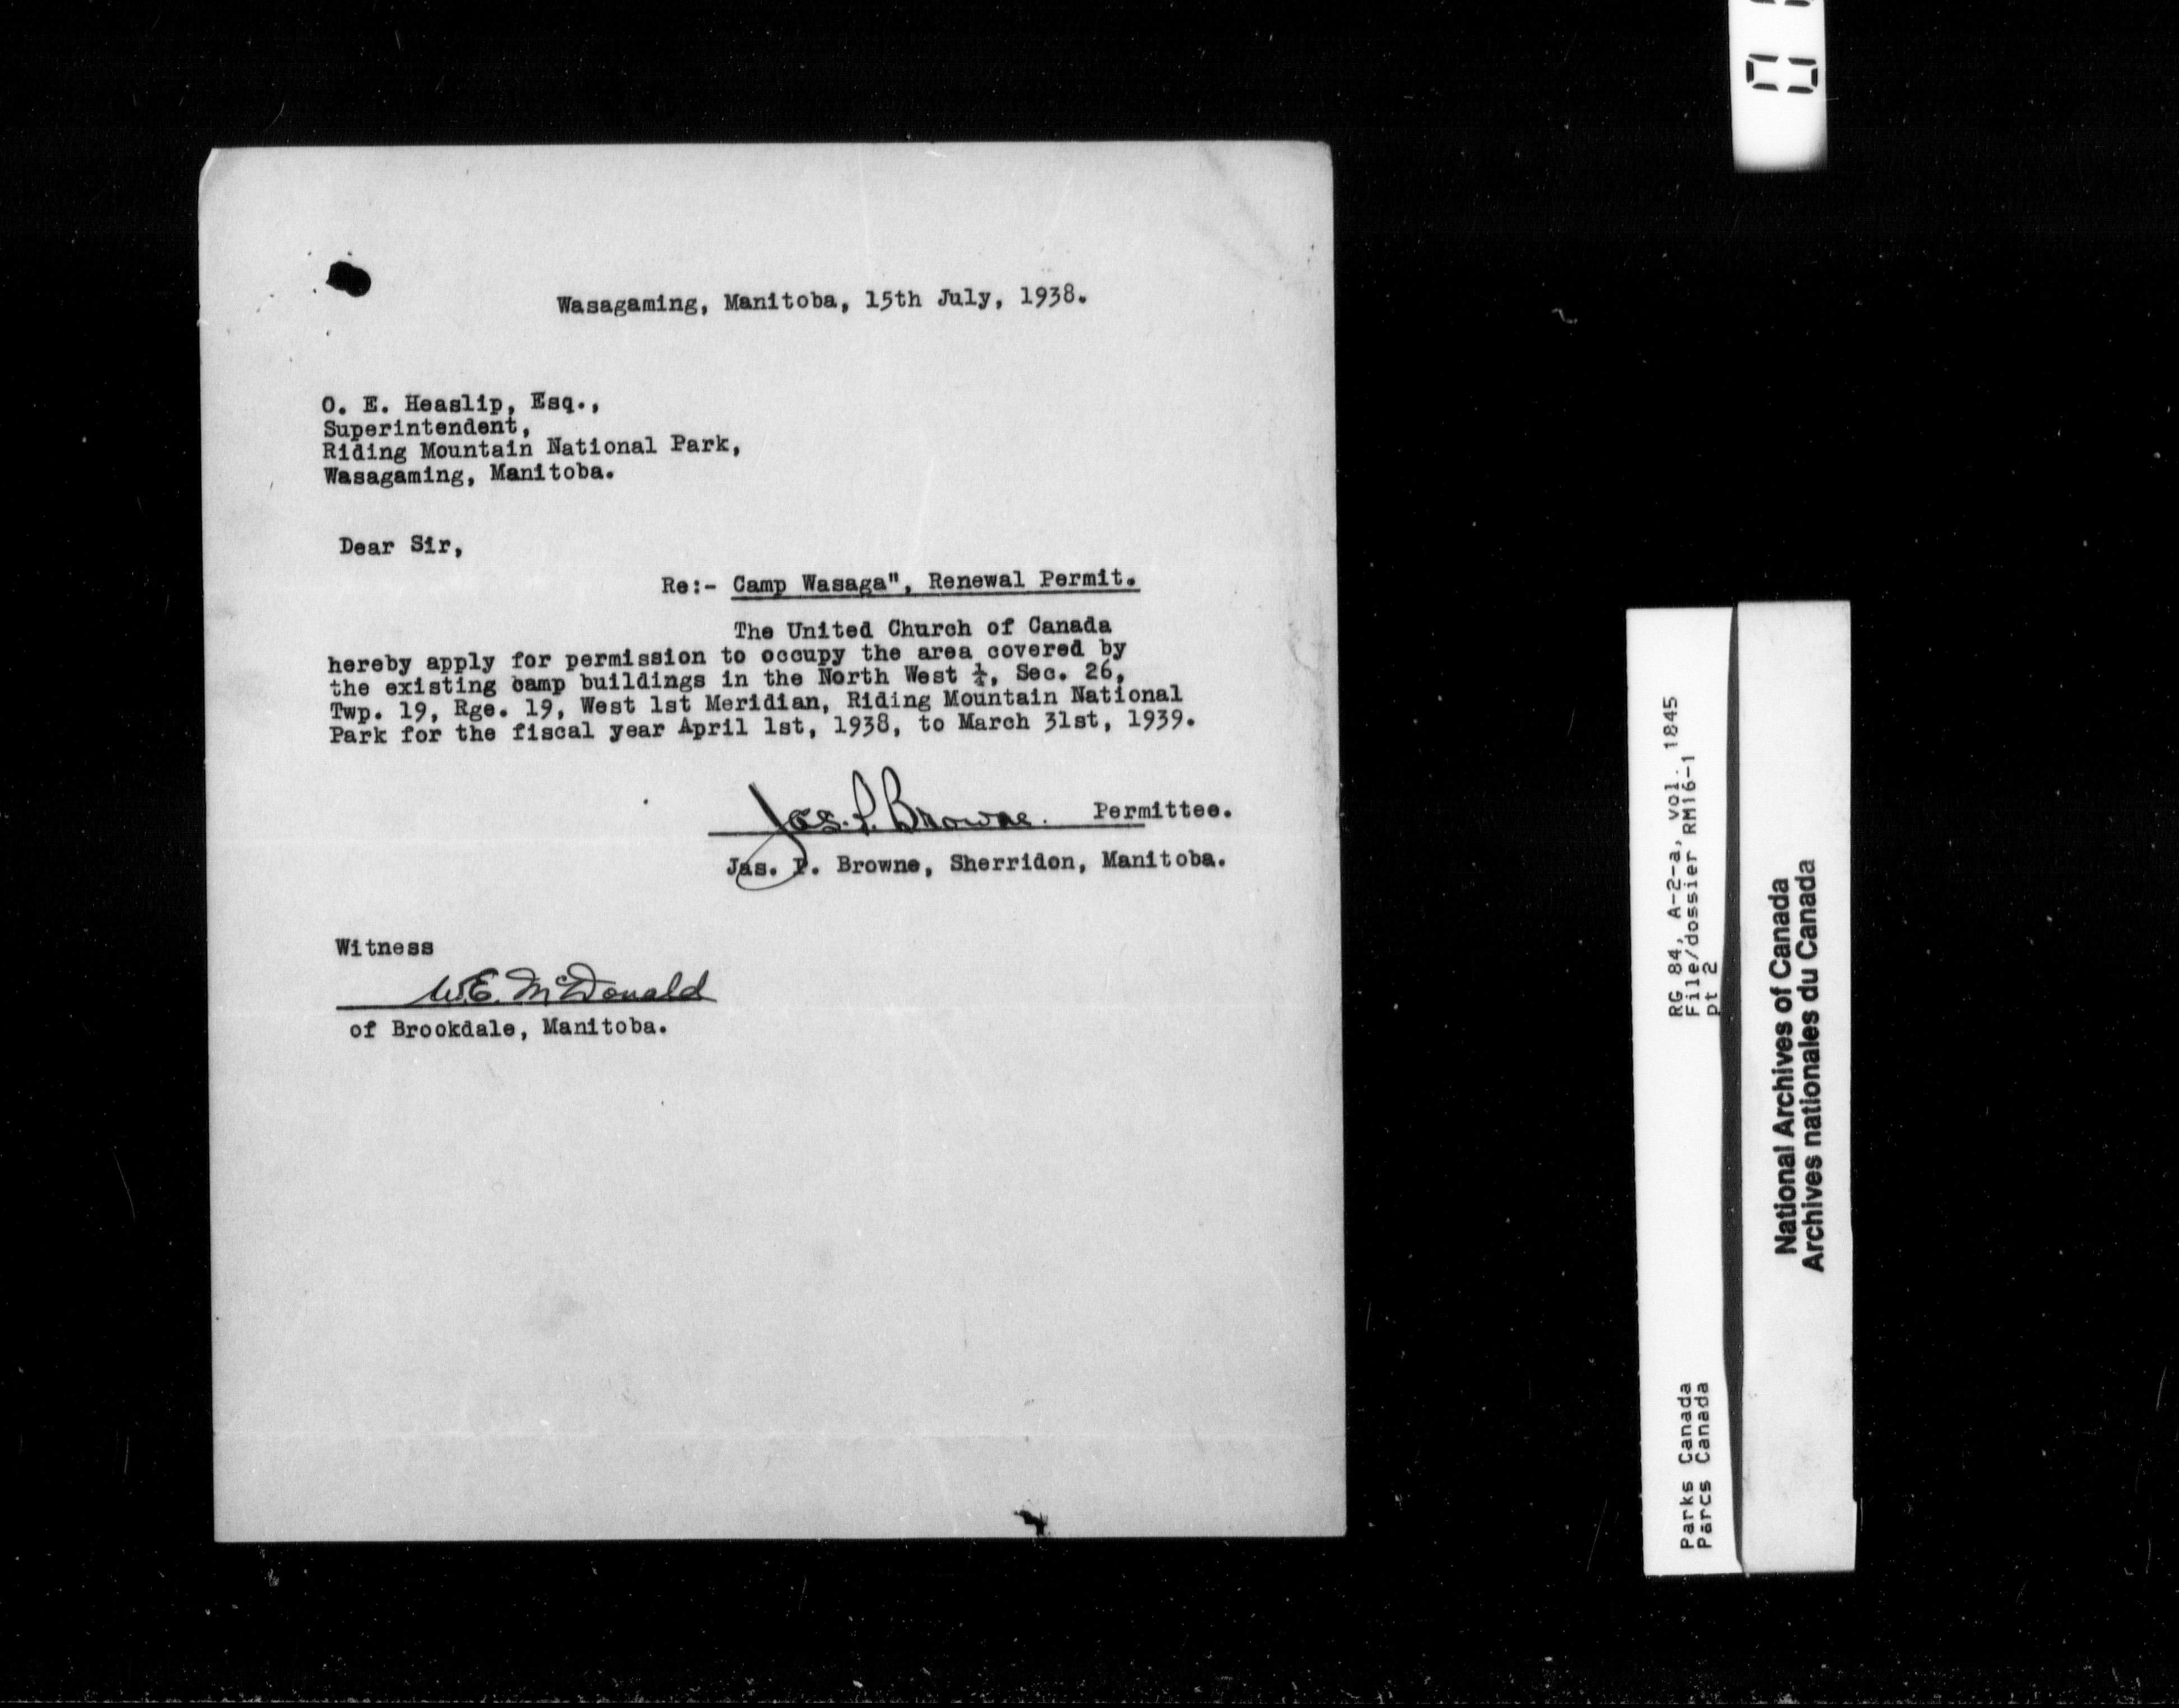 Wasagaming, Manitoba, 15th July, 1938.
O. E. Heaslip, Esq.,
Superintendent,
Riding Mountain National Park,
Wasagaming, Manitoba.
Dear Sir,
Re:- Camp Wasaga", Renewal Permit.
The United Church of Canada
hereby apply for permission to occupy the area covered by
the existing camp buildings in the North West ¼, Sec. 26,
Twp. 19, Rge. 19, West 1st Meridian, Riding Mountain National
Park for the fiscal year April 1st, 1938, to March 31st, 1939.
Jas. P. Browne. Permittee.
Jas. P. Browne, Sherridon, Manitoba.
Witness
W.E. McDonald
of Brookdale, Manitoba.
RG 84, A-2-a, vol. 1845
File/dossier RM16-1
pt 2
Parks Canada
Parcs Canada
National Archives of Canada
Archives nationales du Canada